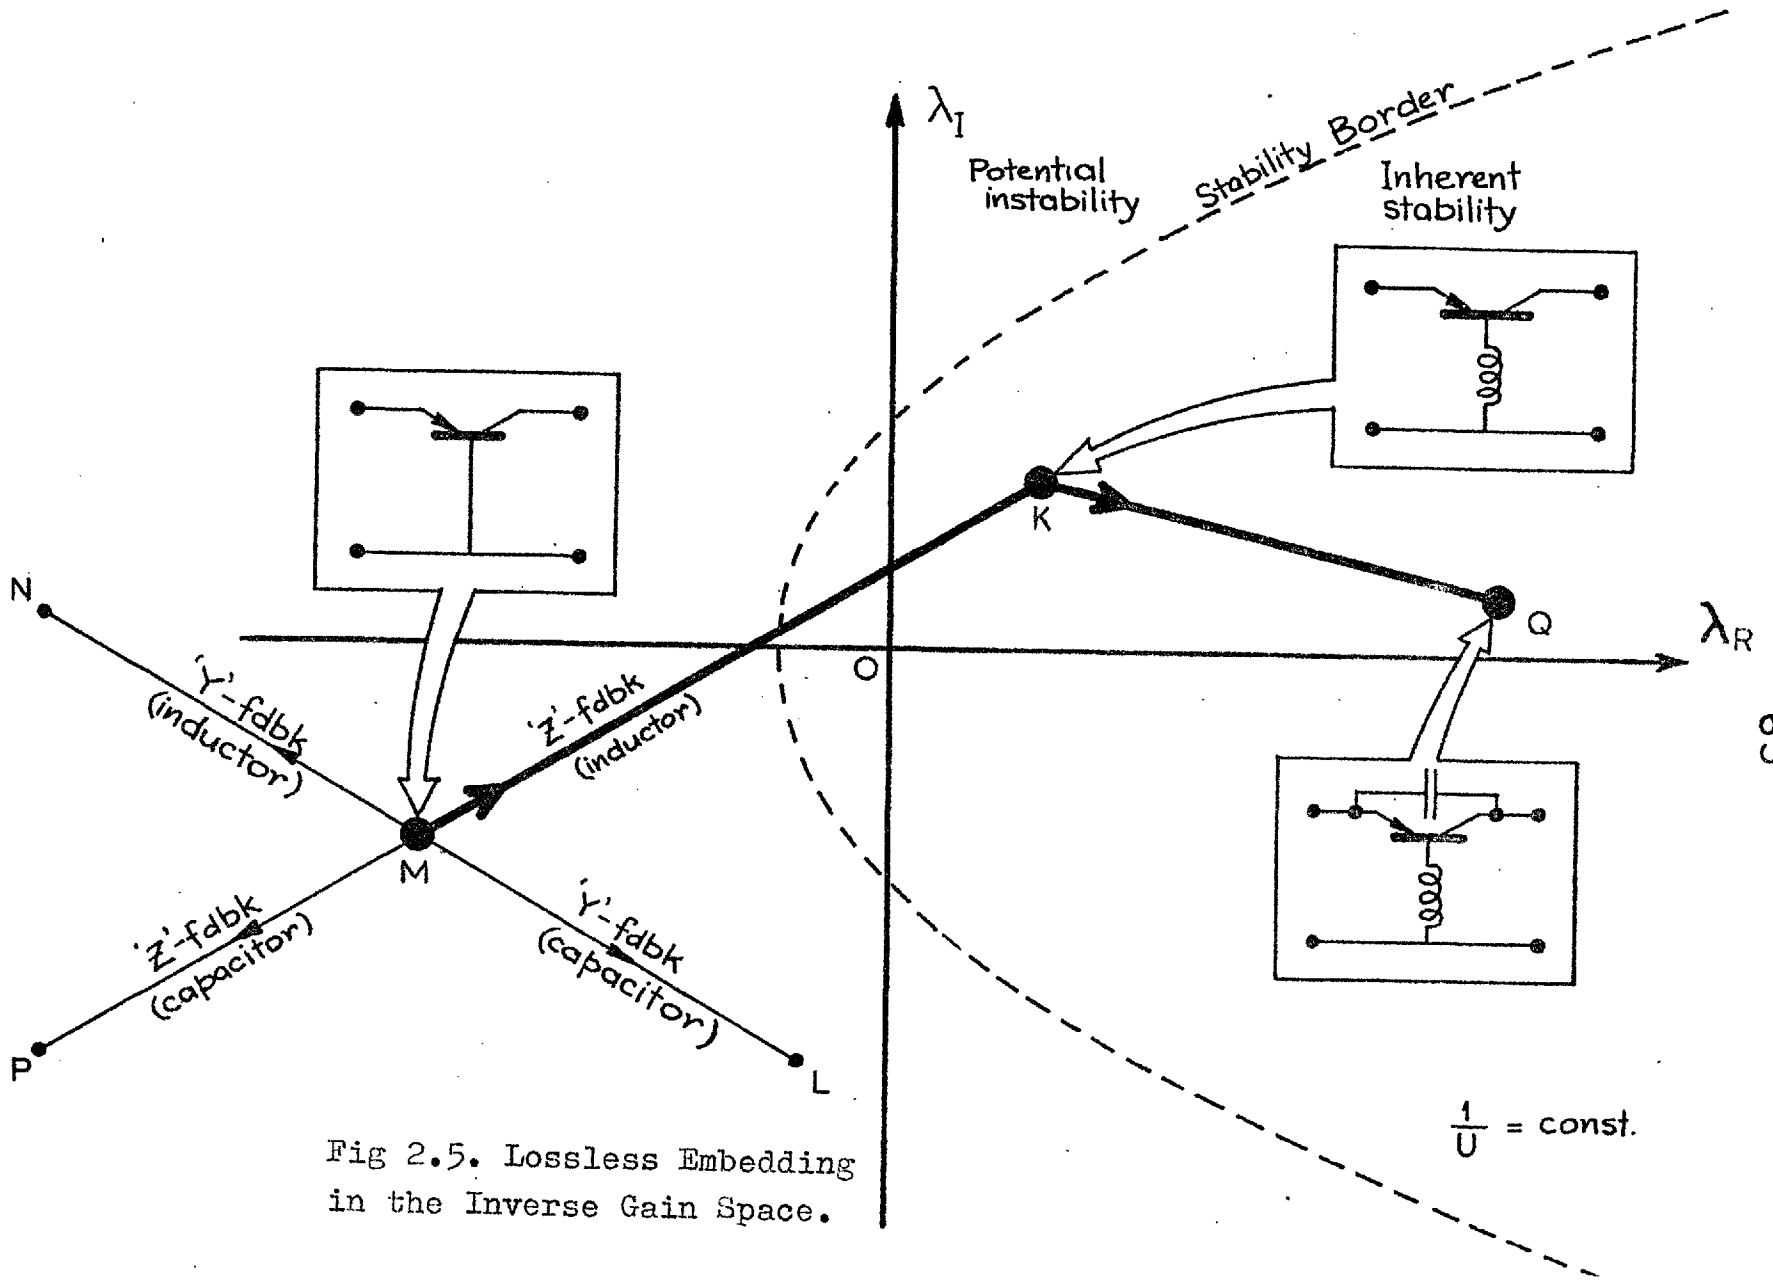 λI
Stability Border
Potential
instability
Inherent
stability
K
N
Q
λR
O
'Y'-fdbk
(inductor)
'Z'-fdbk
(inductor)
M
'Z'-fdbk
(capacitor)
'Y'-fdbk
(capacitor)
P
L
1/U = const.
Fig 2.5. Lossless Embedding
in the Inverse Gain Space.